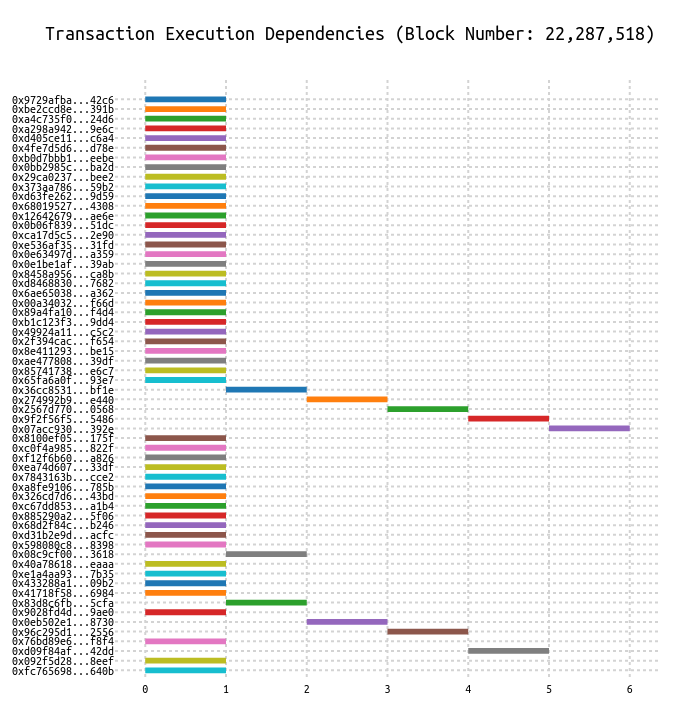 Transaction Execution Dependencies (Block Number: 22,287,518)
0x9729afba...42c6
0xbe2ccd8e...391b
0xa4c735f0...24d6
0xa298a942...9e6c
0xd405ce11...c6a4
0x4fe7d5d6...d78e
0xb0d7bbb1...eebe
0x0bb2985c...ba2d
0x29ca0237...bee2
0x373aa786...59b2
0xd63fe262...9d59
0x68019527...4308
0x12642679...ae6e
0x0b06f839...51dc
0xca17d5c5...2e90
0xe536af35...31fd
0x0e63497d...a359
0x0e1be1af...39ab
0x8458a956...ca8b
0xd8468830...7682
0x6ae65038...a362
0x00a34032...f66d
0x89a4fa10...f4d4
0xb1c123f3...9dd4
0x49924a11...c5c2
0x2f394cac...f654
0x8e411293...be15
0xae477808...39df
0x85741738...e6c7
0x65fa6a0f...93e7
0x36cc8531...bf1e
0x274992b9...e440
0x2567d770...0568
0x9f2f56f5...5486
0x07acc930...392e
0x8100ef05...175f
0xc0f4a985...822f
0xf12f6b60...a826
0xea74d607...33df
0x7843163b...cce2
0xa8fe9106...785b
0x326cd7d6...43bd
0xc67dd853...a1b4
0x885290a2...5f06
0x68d2f84c...b246
0xd31b2e9d...acfc
0x598080c8...8398
0x08c9cf00...3618
0x40a78618...eaaa
0xe1a4aa93...7b35
0x433288a1...09b2
0x41718f58...6984
0x83d8c6fb...5cfa
0x9028fd4d...9ae0
0x0eb502e1...8730
0x96c295d1...2556
0x76bd89e6...f8f4
0xd09f84af...42dd
0x092f5d28...8eef
0xfc765698...640b
0 1 2 3 4 5 6